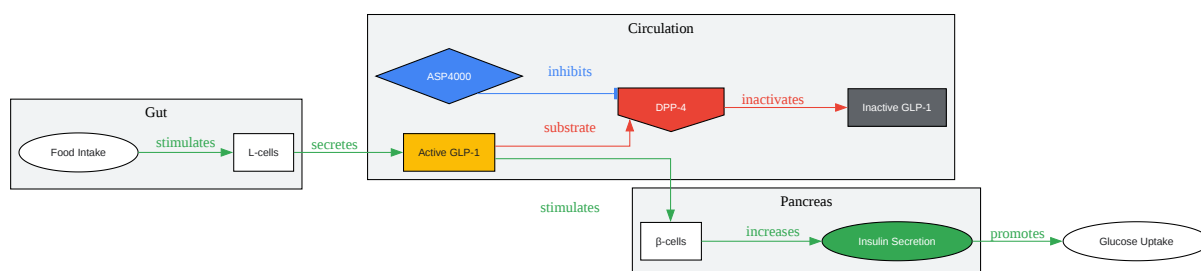 Circulation
ASP4000
inhibits
DPP-4
inactivates
Inactive GLP-1
Gut
Food Intake
stimulates
L-cells
secretes
Active GLP-1
substrate
stimulates
Pancreas
β-cells
increases
Insulin Secretion
promotes
Glucose Uptake